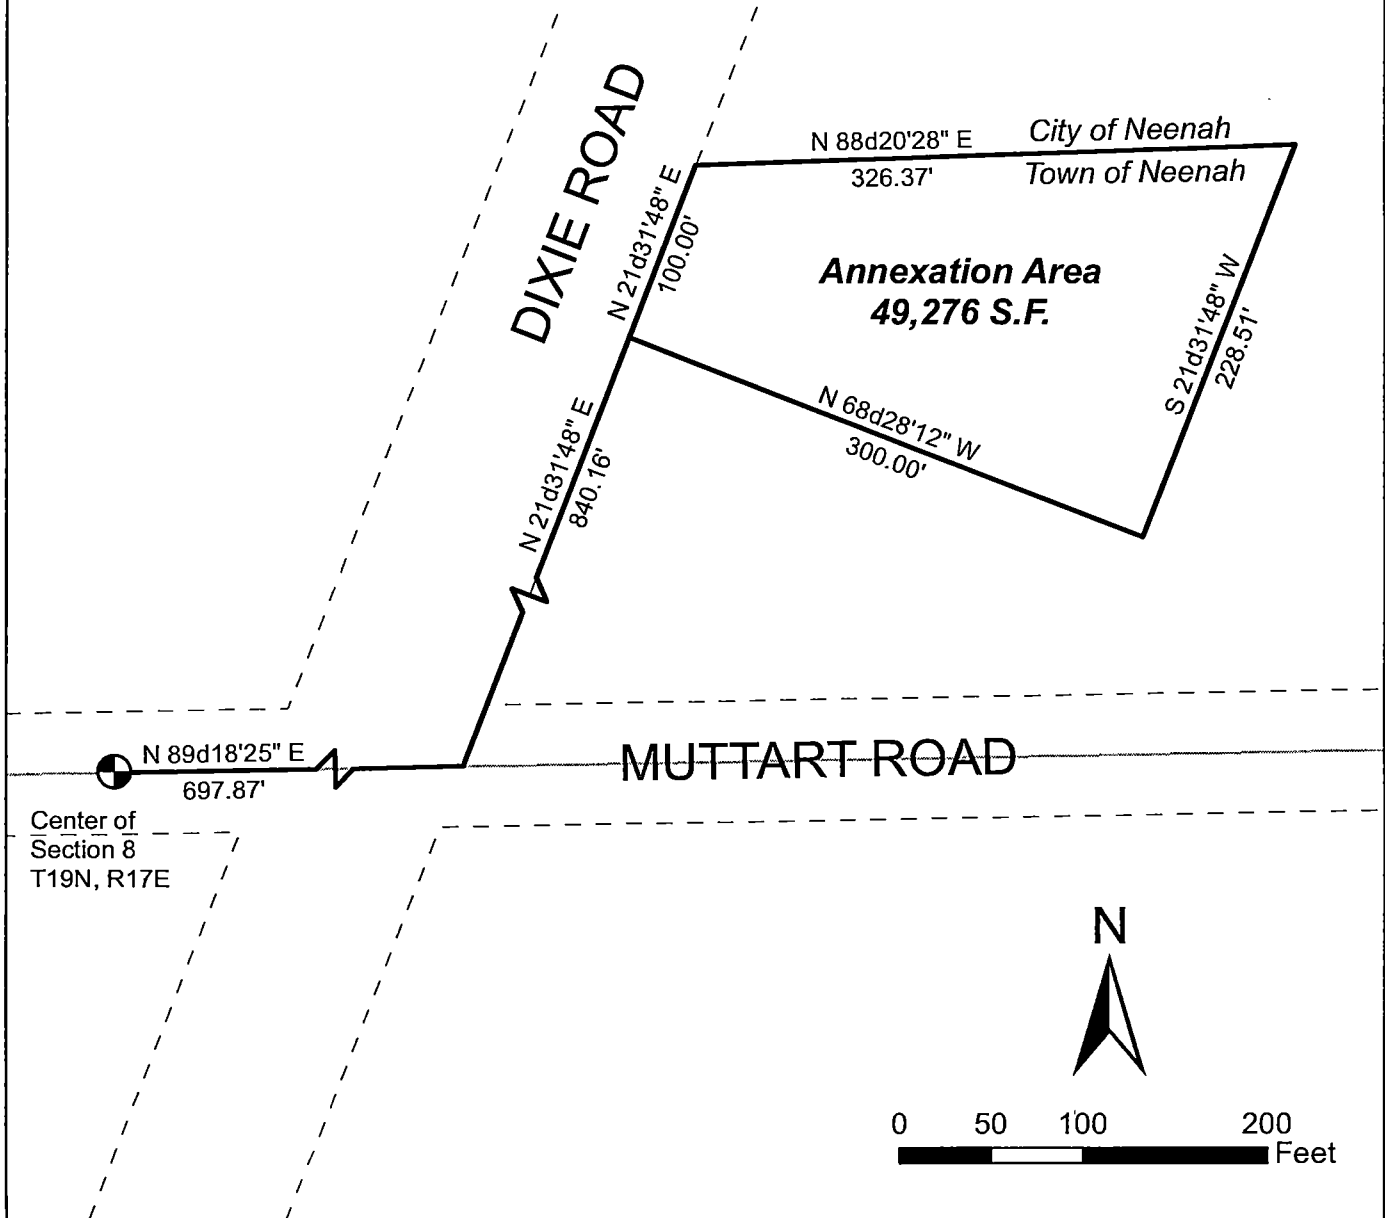 DIXIE ROAD
N 88d20'28" E
326.37'
City of Neenah
Town of Neenah
N 21d31'48" E
100.00'
Annexation Area
49,276 S.F.
S 21d31'48" W
228.51'
N 68d28'12" W
300.00'
N 21d31'48" E
840.16'
N 89d18'25" E
697.87'
MUTTART ROAD
Center of
Section 8
T19N, R17E
N
0 50 100 200
Feet